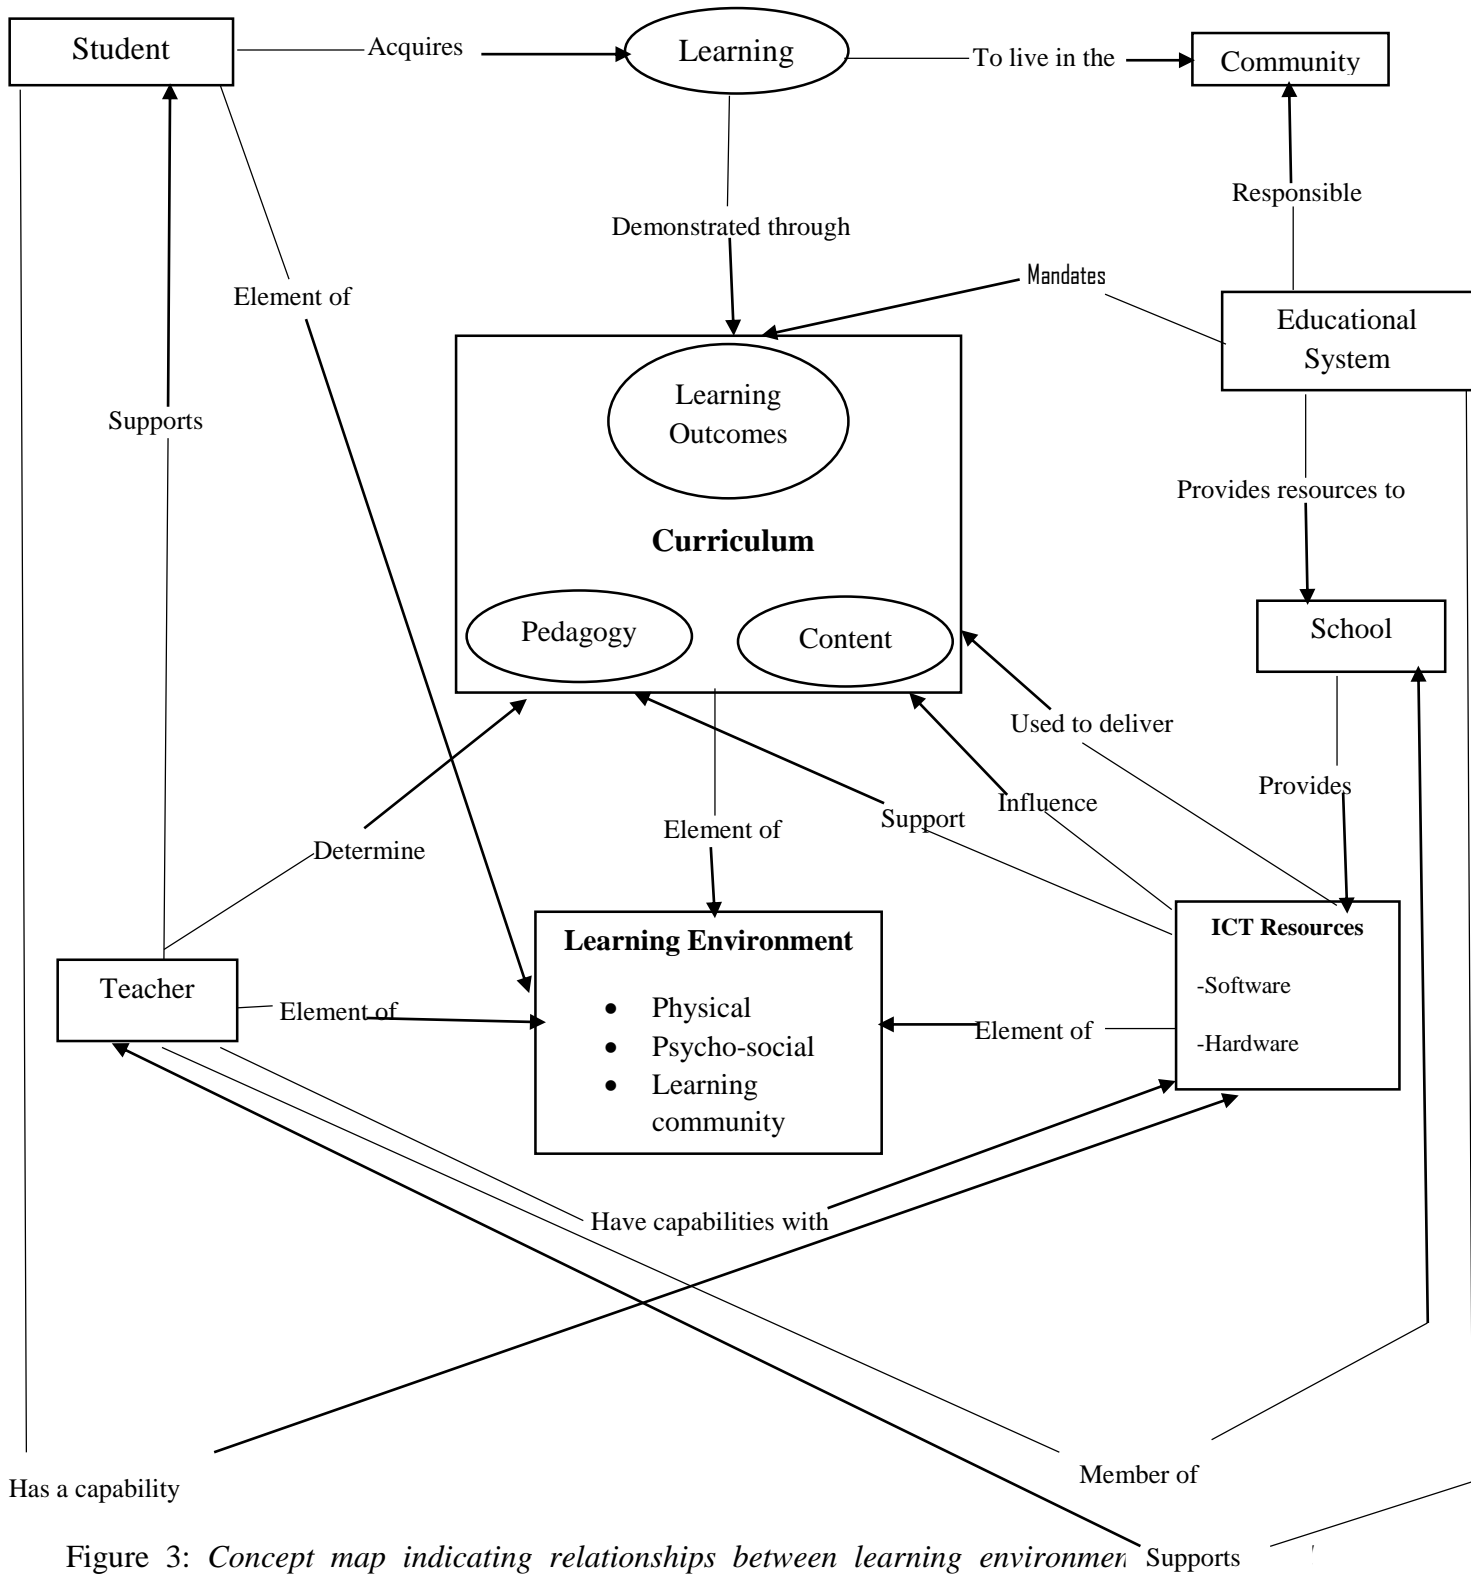 Student
Acquires
Learning
To live in the
Community
Responsible
Demonstrated through
Mandates
Element of
Educational
System
Learning
Outcomes
Supports
Provides resources to
Curriculum
Pedagogy
Content
School
Used to deliver
Provides
Influence
Support
Element of
Determine
Learning Environment
ICT Resources
Teacher
-Software
Element of
• Physical
Element of
• Psycho-social
-Hardware
• Learning
community
Have capabilities with
Member of
Has a capability
Figure 3: Concept map indicating relationships between learning environmen
Supports